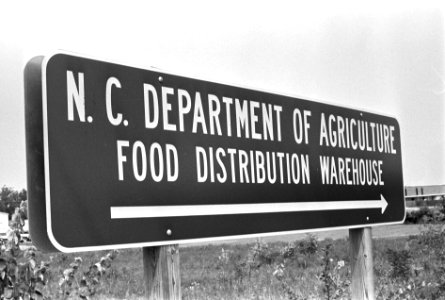 N. C. DEPARTMENT OF AGRICULTURE
FOOD DISTRIBUTION WAREHOUSE